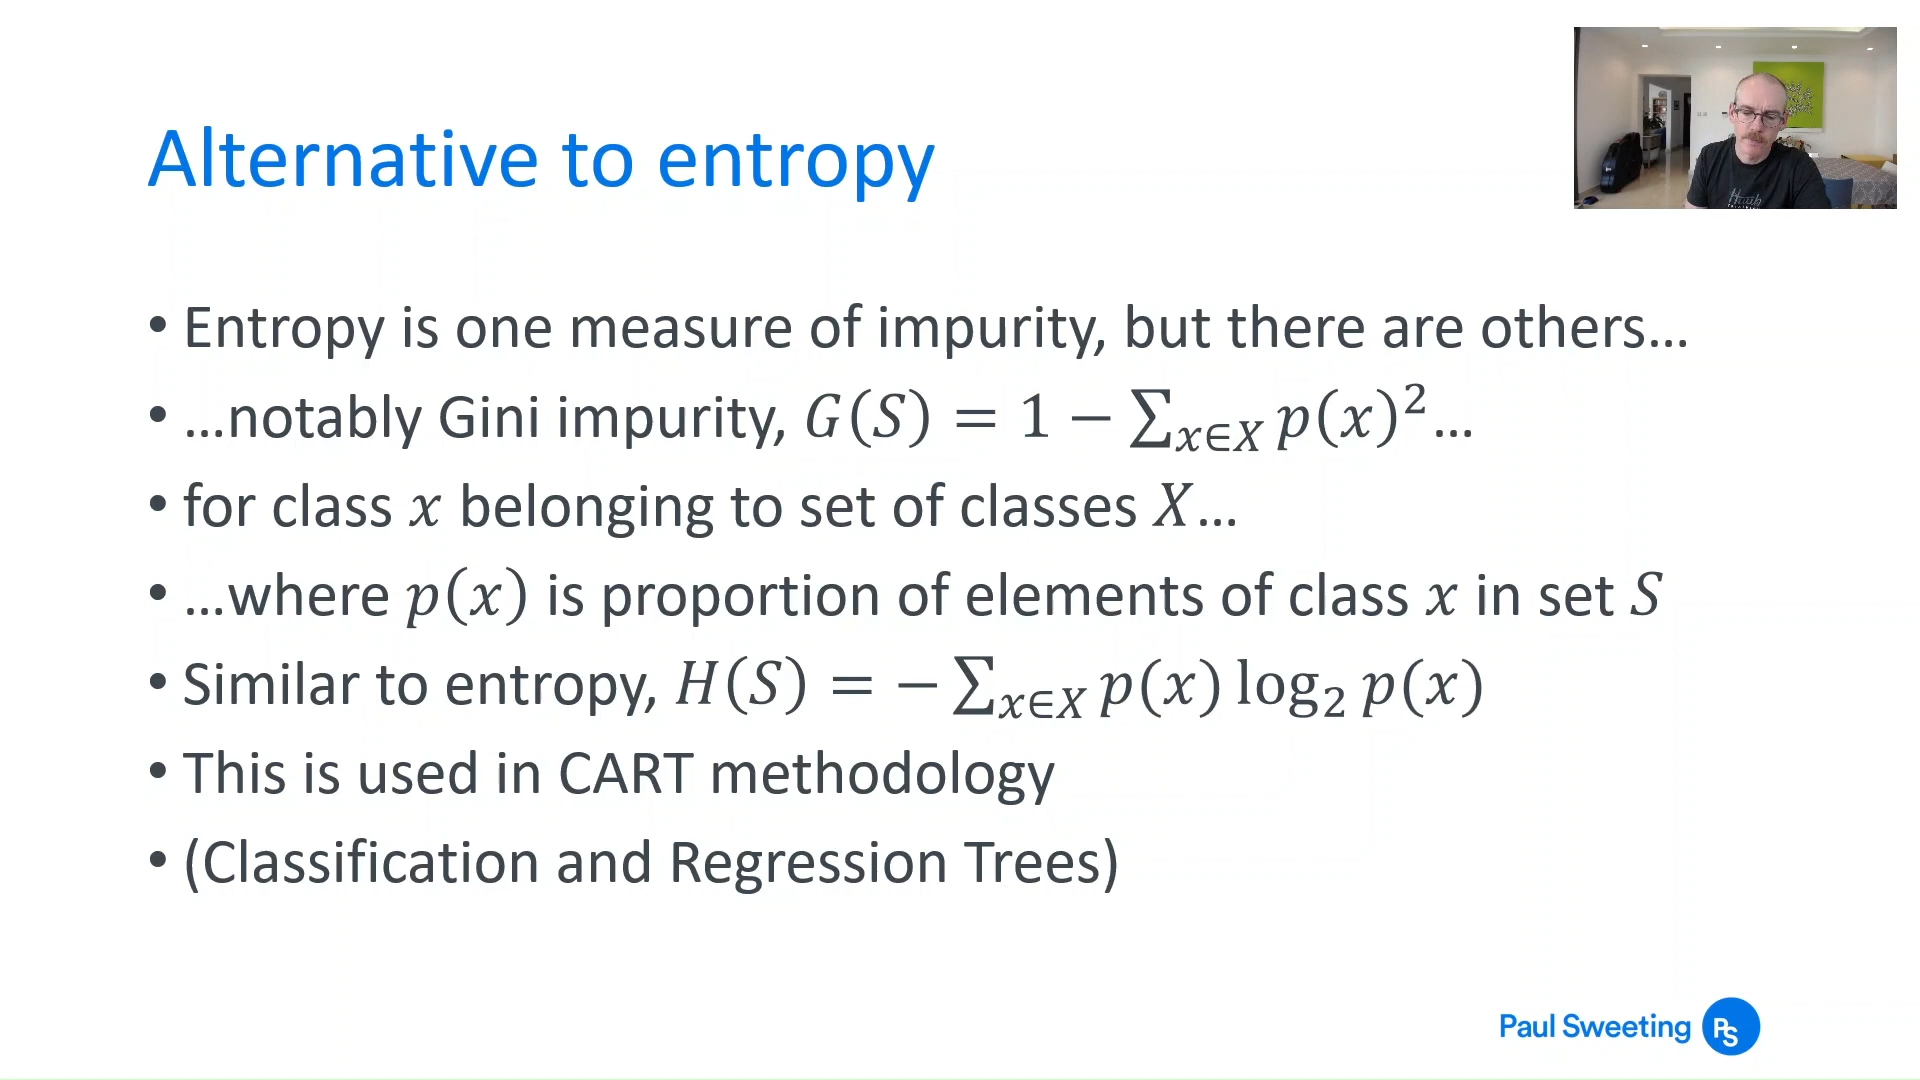 Alternative to entropy
• Entropy is one measure of impurity, but there are others…
• …notably Gini impurity, G(S) = 1 − ∑ₓ∈X p(x)²…
• for class x belonging to set of classes X…
• …where p(x) is proportion of elements of class x in set S
• Similar to entropy, H(S) = − ∑ₓ∈X p(x) log₂ p(x)
• This is used in CART methodology
• (Classification and Regression Trees)
Paul Sweeting PS